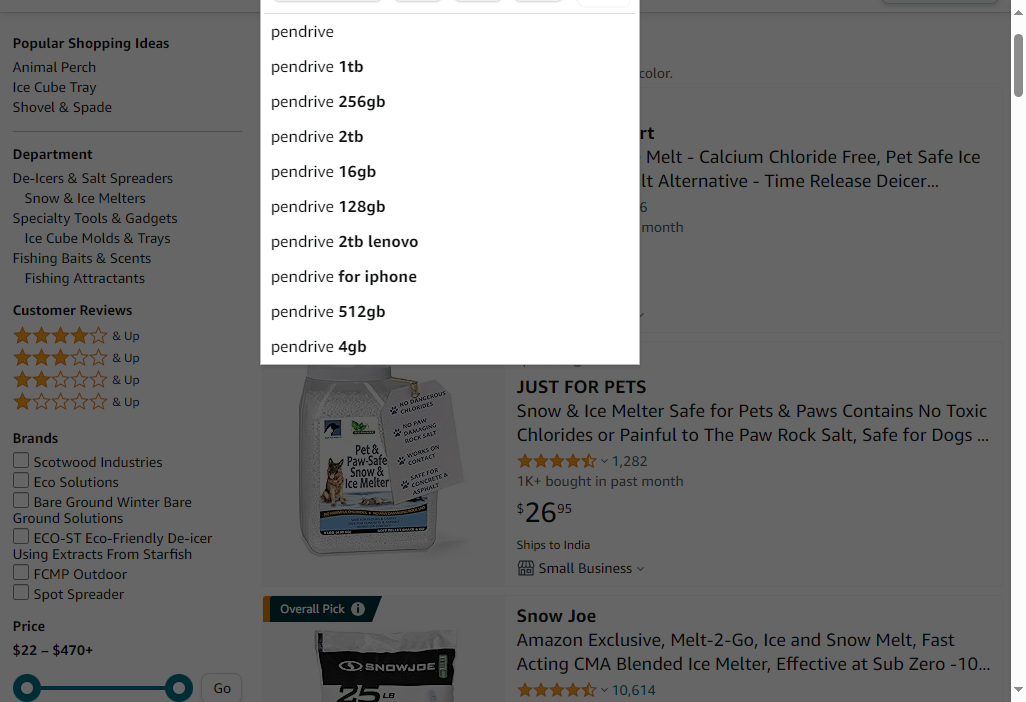 Popular Shopping Ideas
Animal Perch
Ice Cube Tray
Shovel & Spade
Department
De-Icers & Salt Spreaders
Snow & Ice Melters
Specialty Tools & Gadgets
Ice Cube Molds & Trays
Fishing Baits & Scents
Fishing Attractants
Customer Reviews
& Up
& Up
& Up
& Up
Brands
Scotwood Industries
Eco Solutions
Bare Ground Winter Bare
Ground Solutions
ECO-ST Eco-Friendly De-icer
Using Extracts From Starfish
FCMP Outdoor
Spot Spreader
Price
$22 – $470+
Go
pendrive
pendrive 1tb
pendrive 256gb
pendrive 2tb
pendrive 16gb
pendrive 128gb
pendrive 2tb lenovo
pendrive for iphone
pendrive 512gb
pendrive 4gb
color.
rt
Melt - Calcium Chloride Free, Pet Safe Ice
lt Alternative - Time Release Deicer...
6
month
NO DANGEROUS
CHLORIDES
NO PAW
DAMAGING
ROCK SALT
WORKS ON
CONTACT
SAFE FOR
CONCRETE &
ASPHALT
Pet &
Paw-Safe
Snow &
Ice Melter
JUST FOR PETS
Snow & Ice Melter Safe for Pets & Paws Contains No Toxic
Chlorides or Painful to The Paw Rock Salt, Safe for Dogs ...
1,282
1K+ bought in past month
$26 95
Ships to India
Small Business
Overall Pick
SNOWJOE
25 LB
Snow Joe
Amazon Exclusive, Melt-2-Go, Ice and Snow Melt, Fast
Acting CMA Blended Ice Melter, Effective at Sub Zero -10...
10,614